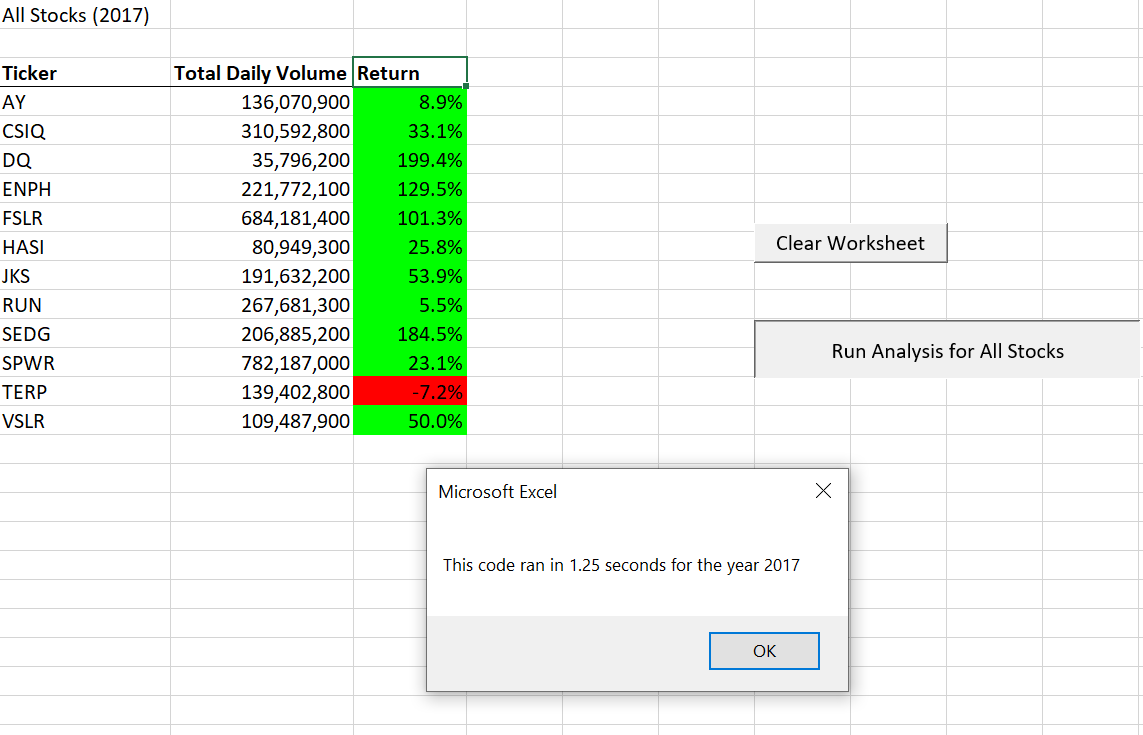 All Stocks (2017)
Ticker Total Daily Volume Return
AY 136,070,900 8.9%
CSIQ 310,592,800 33.1%
DQ 35,796,200 199.4%
ENPH 221,772,100 129.5%
FSLR 684,181,400 101.3%
HASI 80,949,300 25.8%
JKS 191,632,200 53.9%
RUN 267,681,300 5.5%
SEDG 206,885,200 184.5%
SPWR 782,187,000 23.1%
TERP 139,402,800 -7.2%
VSLR 109,487,900 50.0%
Clear Worksheet
Run Analysis for All Stocks
Microsoft Excel
This code ran in 1.25 seconds for the year 2017
OK